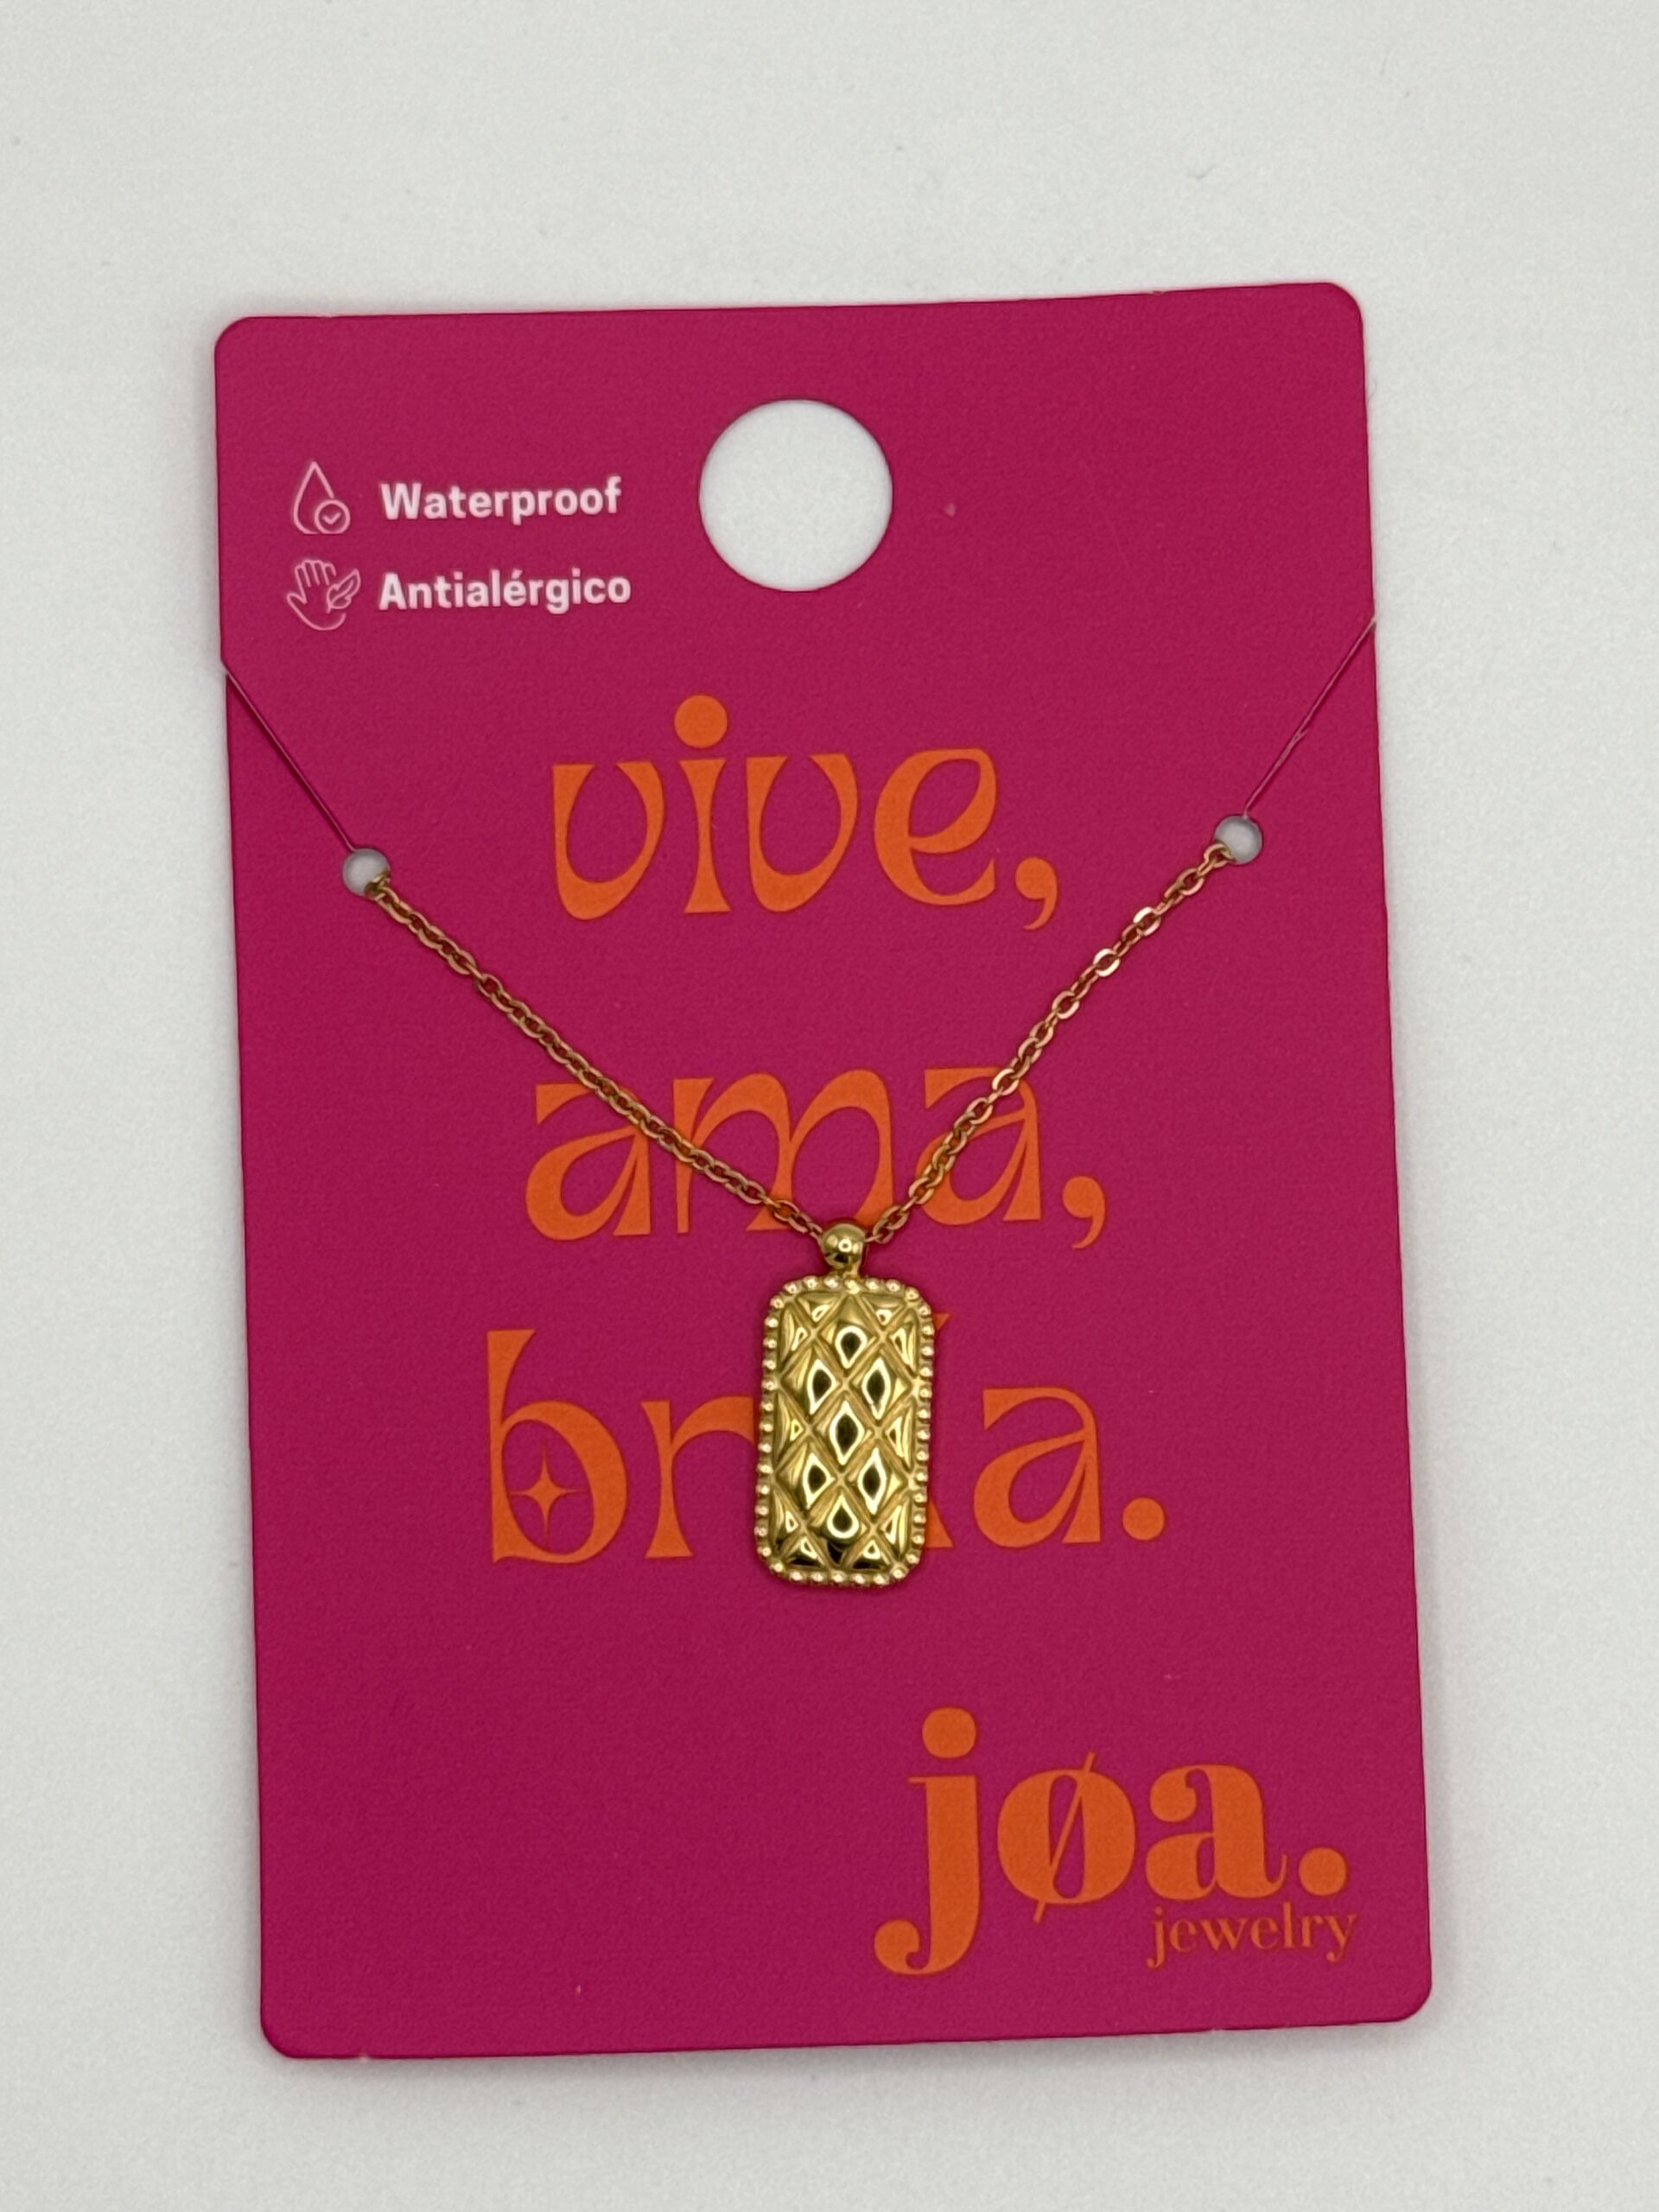 Waterproof
Antialérgico
vive,
ama,
jøa.
jewelry